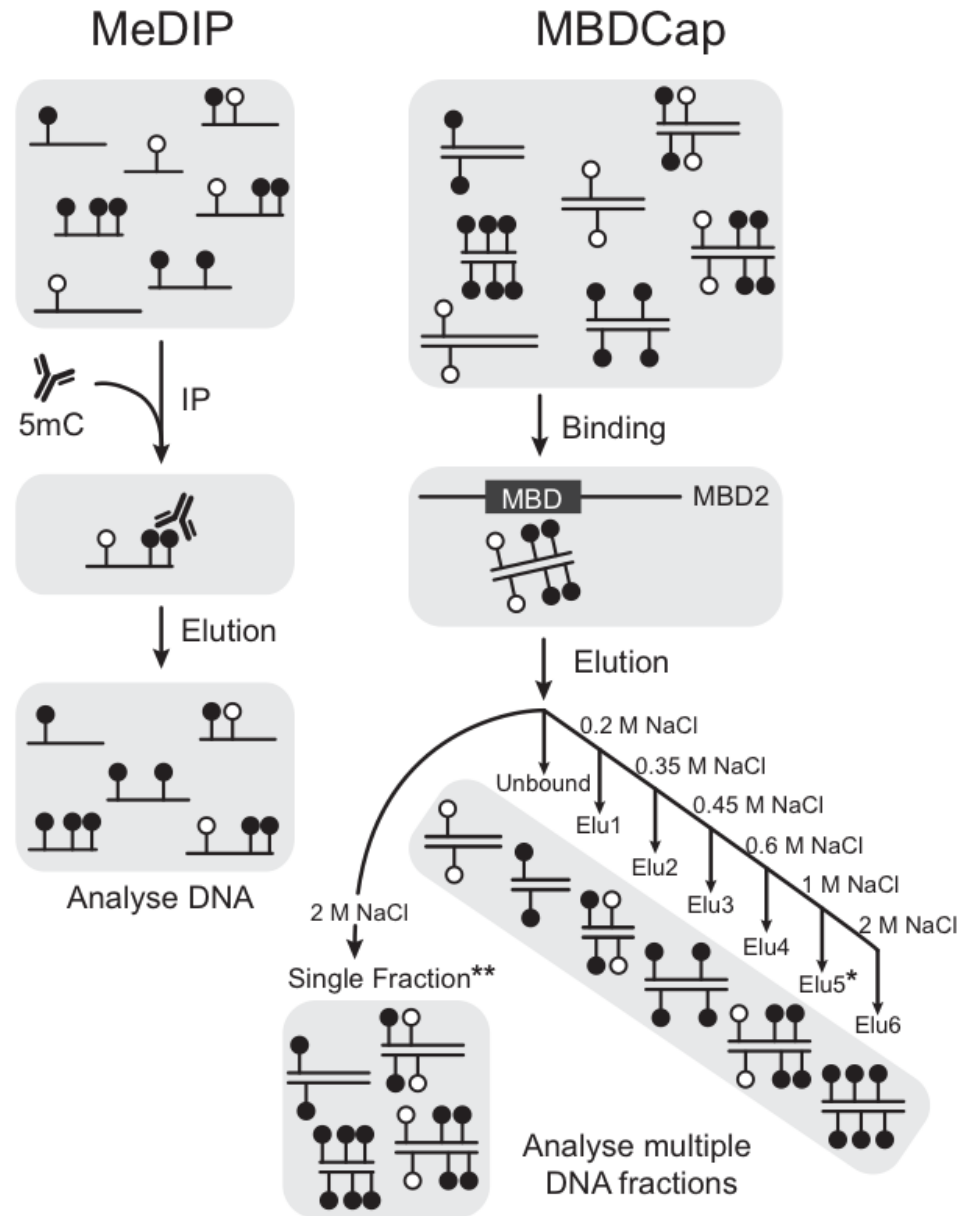 MeDIP
IP
5mC
Elution
Analyse DNA
MBDCap
Binding
MBD
MBD2
Elution
0.2 M NaCl
0.35 M NaCl
0.45 M NaCl
0.6 M NaCl
1 M NaCl
2 M NaCl
Unbound
Elu1
Elu2
Elu3
Elu4
Elu5*
Elu6
2 M NaCl
Single Fraction**
Analyse multiple
DNA fractions